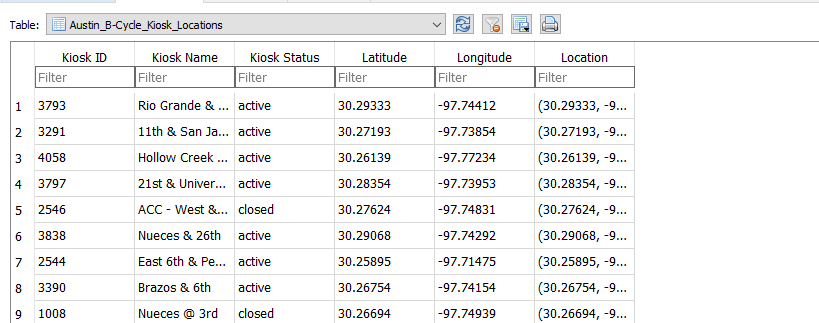 Table: Austin_B-Cycle_Kiosk_Locations
Kiosk ID Kiosk Name Kiosk Status Latitude Longitude Location
Filter Filter Filter Filter Filter Filter
1 3793 Rio Grande & ... active 30.29333 -97.74412 (30.29333, -9...
2 3291 11th & San Ja... active 30.27193 -97.73854 (30.27193, -9...
3 4058 Hollow Creek ... active 30.26139 -97.77234 (30.26139, -9...
4 3797 21st & Univer... active 30.28354 -97.73953 (30.28354, -9...
5 2546 ACC - West &... closed 30.27624 -97.74831 (30.27624, -9...
6 3838 Nueces & 26th active 30.29068 -97.74292 (30.29068, -9...
7 2544 East 6th & Pe... active 30.25895 -97.71475 (30.25895, -9...
8 3390 Brazos & 6th active 30.26754 -97.74154 (30.26754, -9...
9 1008 Nueces @ 3rd closed 30.26694 -97.74939 (30.26694, -9...